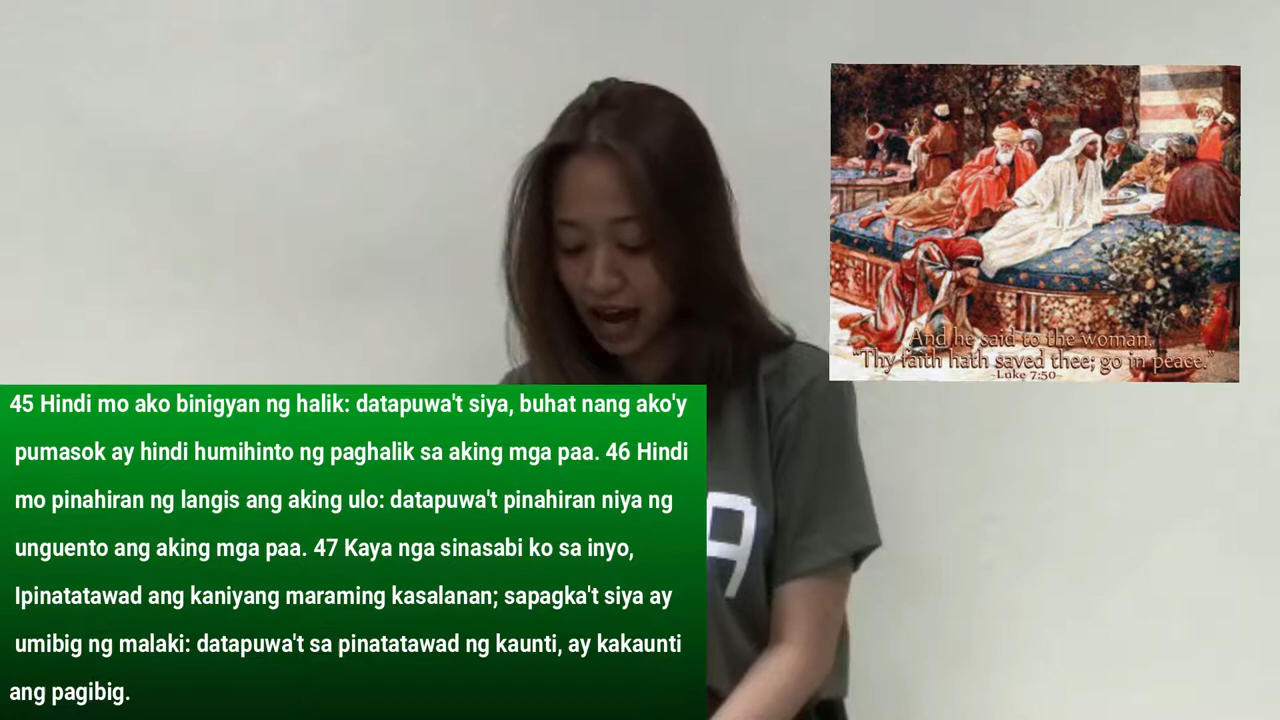 And he said to the woman,
"Thy faith hath saved thee; go in peace."
-Luke 7:50-
45 Hindi mo ako binigyan ng halik: datapuwa't siya, buhat nang ako'y
pumasok ay hindi humihinto ng paghalik sa aking mga paa. 46 Hindi
mo pinahiran ng langis ang aking ulo: datapuwa't pinahiran niya ng
unguento ang aking mga paa. 47 Kaya nga sinasabi ko sa inyo,
Ipinatatawad ang kaniyang maraming kasalanan; sapagka't siya ay
umibig ng malaki: datapuwa't sa pinatatawad ng kaunti, ay kakaunti
ang pagibig.